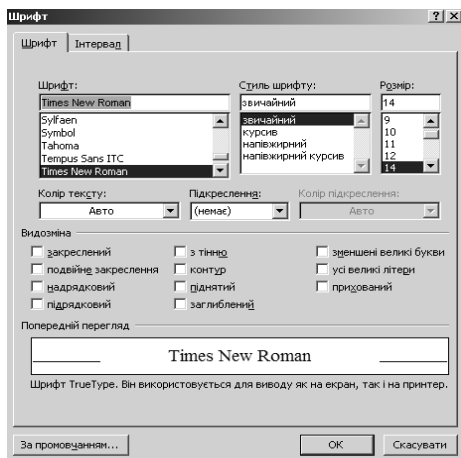 Шрифт
Шрифт Інтервал
Шрифт: Стиль шрифту: Розмір:
Times New Roman звичайний 14
Sylfaen звичайний 9
Symbol курсив 10
Tahoma напівжирний 11
Tempus Sans ITC напівжирний курсив 12
Times New Roman 14
Колір тексту: Підкреслення: Колір підкреслення:
Авто (немає) Авто
Видозміна
закреслений з тінню зменшені великі букви
подвійне закреслення контур усі великі літери
надрядковий піднятий прихований
підрядковий заглиблений
Попередній перегляд
Times New Roman
Шрифт TrueType. Він використовується для виводу як на екран, так і на принтер.
За промовчанням... ОК Скасувати